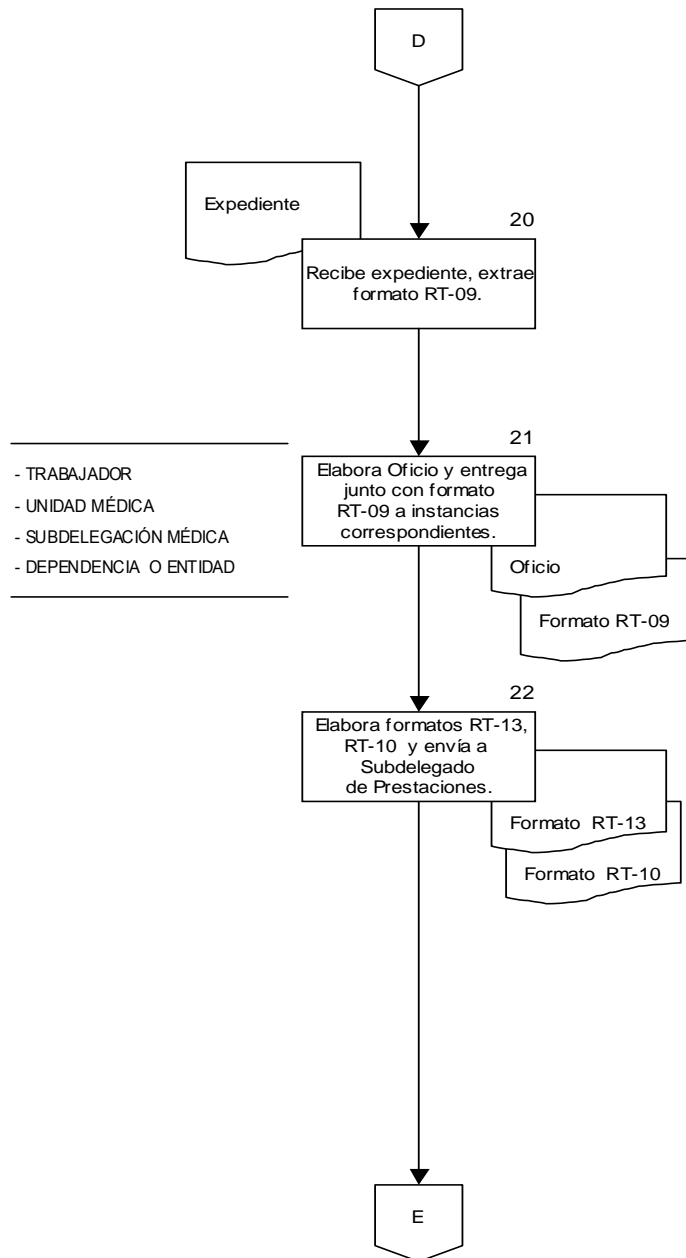 D
Expediente
20
Recibe expediente, extrae
formato RT-09.
21
- TRABAJADOR
- UNIDAD MÉDICA
- SUBDELEGACIÓN MÉDICA
- DEPENDENCIA O ENTIDAD
Elabora Oficio y entrega
junto con formato
RT-09 a instancias
correspondientes.
Oficio
Formato RT-09
22
Elabora formatos RT-13,
RT-10 y envía a
Subdelegado
de Prestaciones.
Formato RT-13
Formato RT-10
E